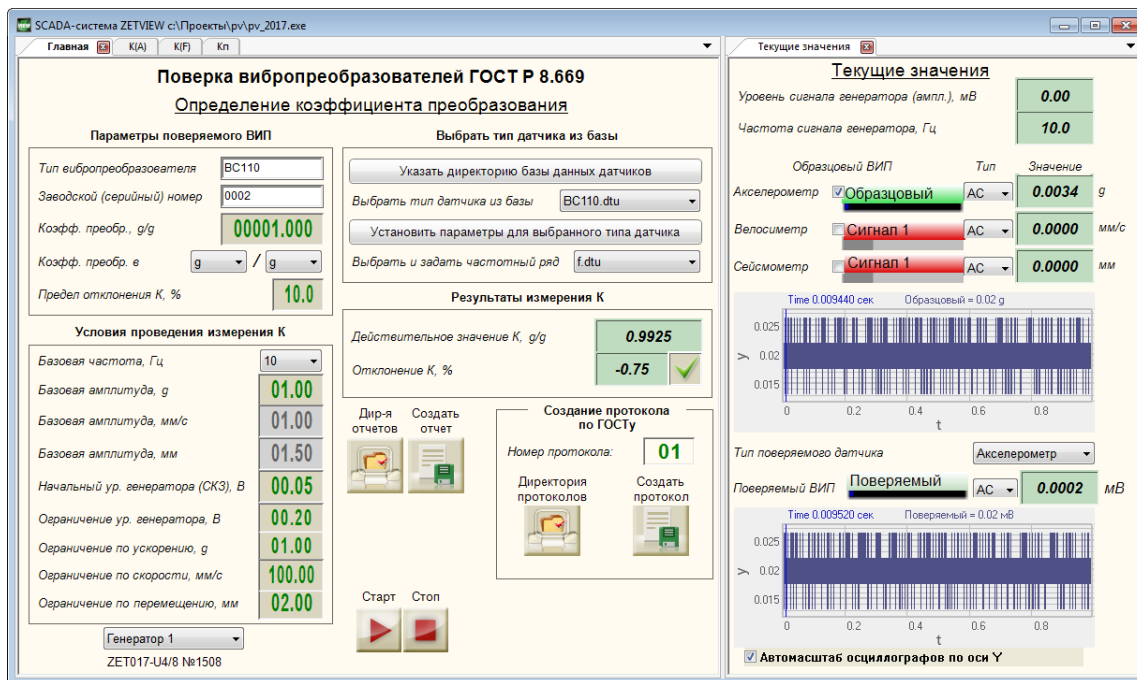 SCADA-система ZETVIEW c:\Проекты\pv\pv_2017.exe
Главная K(A) K(F) Кп
Поверка вибропреобразователей ГОСТ Р 8.669
Определение коэффициента преобразования
Параметры поверяемого ВИП
Тип вибропреобразователя BC110
Заводской (серийный) номер 0002
Коэфф. преобр., g/g 00001.000
Коэфф. преобр. в g / g
Предел отклонения К, % 10.0
Условия проведения измерения К
Базовая частота, Гц 10
Базовая амплитуда, g 01.00
Базовая амплитуда, мм/с 01.00
Базовая амплитуда, мм 01.50
Начальный ур. генератора (СКЗ), В 00.05
Ограничение ур. генератора, В 00.20
Ограничение по ускорению, g 01.00
Ограничение по скорости, мм/с 100.00
Ограничение по перемещению, мм 02.00
Генератор 1
ZET017-U4/8 №1508
Выбрать тип датчика из базы
Указать директорию базы данных датчиков
Выбрать тип датчика из базы BC110.dtu
Установить параметры для выбранного типа датчика
Выбрать и задать частотный ряд f.dtu
Результаты измерения К
Действительное значение К, g/g 0.9925
Отклонение К, % -0.75
Дир-я отчетов
Создать отчет
Создание протокола
по ГОСТу
Номер протокола: 01
Директория протоколов
Создать протокол
Старт Стоп
Текущие значения
Текущие значения
Уровень сигнала генератора (ампл.), мВ 0.00
Частота сигнала генератора, Гц 10.0
Образцовый ВИП Тип Значение
Акселерометр Образцовый AC 0.0034 g
Велосиметр Сигнал 1 AC 0.0000 мм/с
Сейсмометр Сигнал 1 AC 0.0000 мм
Time 0.009440 сек Образцовый = 0.02 g
0.025
y 0.02
0.015
0 0.2 0.4 0.6 0.8
t
Тип поверяемого датчика Акселерометр
Поверяемый ВИП Поверяемый AC 0.0002 мВ
Time 0.009520 сек Поверяемый = 0.02 мВ
0.025
y 0.02
0.015
0 0.2 0.4 0.6 0.8
t
Автомасштаб осциллографов по оси Y